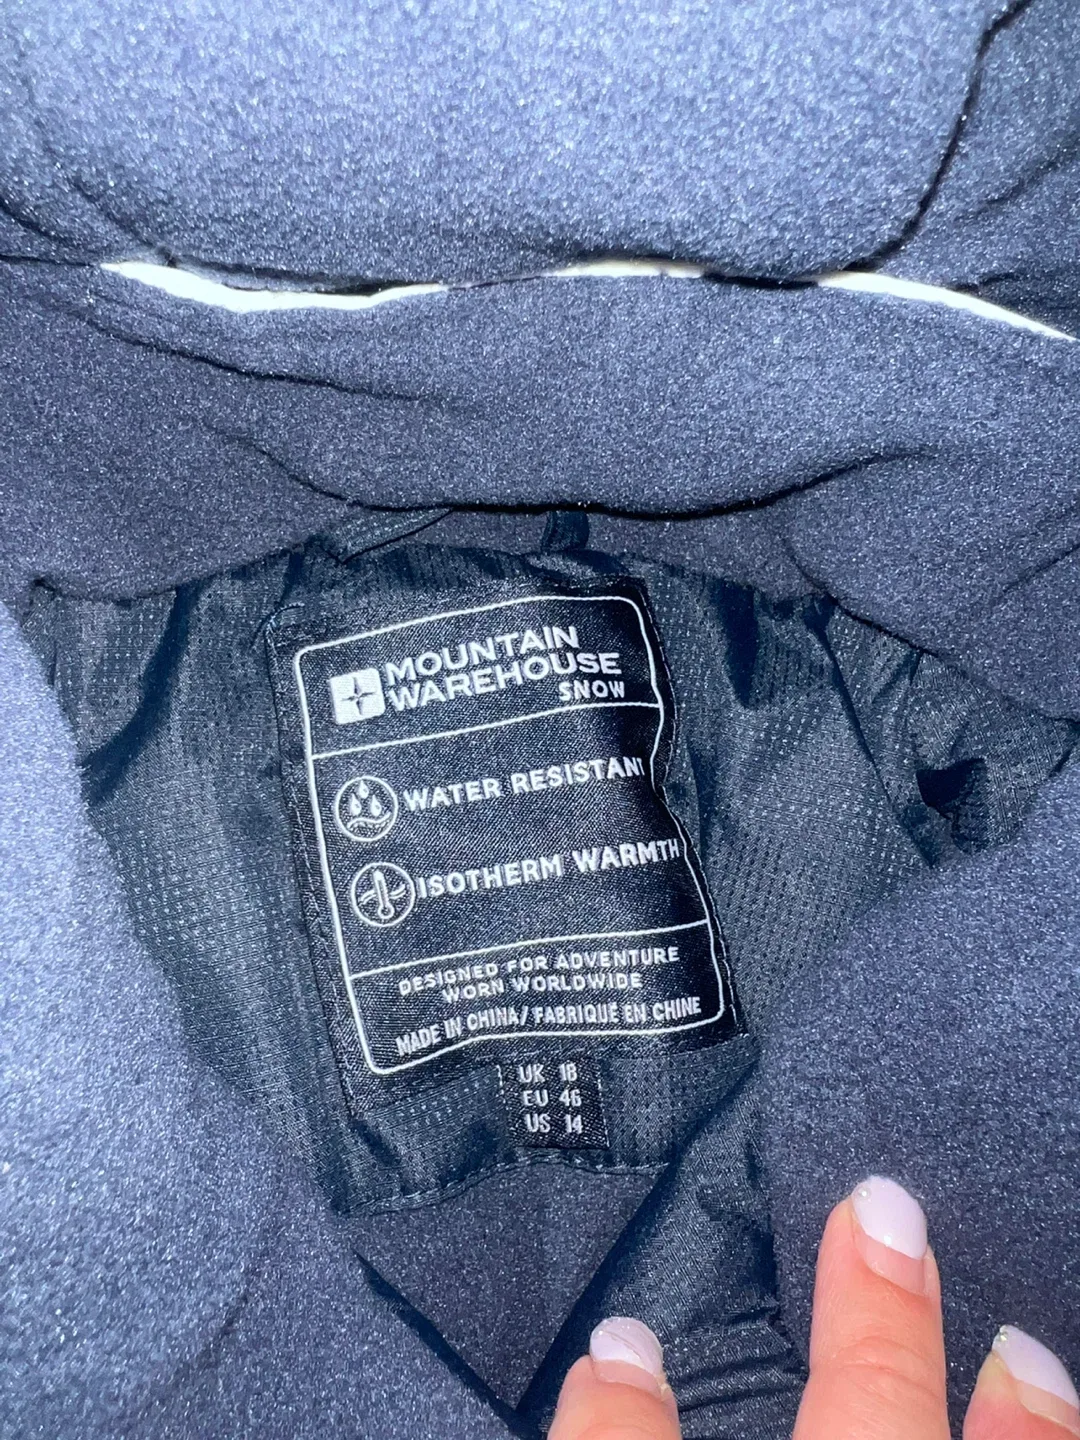 MOUNTAIN
WAREHOUSE
SNOW
WATER RESISTANT
ISOTHERM WARMTH
DESIGNED FOR ADVENTURE
WORN WORLDWIDE
MADE IN CHINA/ FABRIQUÉ EN CHINE
UK 18
EU 46
US 14